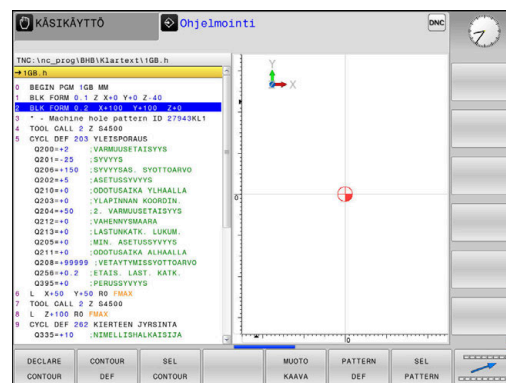 KÄSIKÄYTTÖ
Ohjelmointi
DNC
TNC:\nc_prog\BHB\Klartext\1GB.h
→1GB.h
0 BEGIN PGM 1GB MM
1 BLK FORM 0.1 Z X+0 Y+0 Z-40
2 BLK FORM 0.2 X+100 Y+100 Z+0
3 * - Machine hole pattern ID 27943KL1
4 TOOL CALL 2 Z S4500
5 CYCL DEF 203 YLEISPORAUS
Q200=+2 ;VARMUUSETAISYYS
Q201=-25 ;SYVYYS
Q206=+150 ;SYVYYSAS. SYOTTOARVO
Q202=+5 ;ASETUSSYVYYS
Q210=+0 ;ODOTUSAIKA YLHAALLA
Q203=+0 ;YLAPINNAN KOORDIN.
Q204=+50 ;2. VARMUUSETAISYYS
Q212=+0 ;VAHENNYSMAARA
Q213=+0 ;LASTUNKATK. LUKUM.
Q205=+0 ;MIN. ASETUSSYVYYS
Q211=+0 ;ODOTUSAIKA ALHAALLA
Q208=+99999 ;VETAYTYMISSYOTTOARVO
Q256=+0.2 ;ETAIS. LAST. KATK.
Q395=+0 ;PERUSSYVYYS
6 L X+50 Y+50 R0 FMAX
7 TOOL CALL 2 Z S4500
8 L Z+100 R0 FMAX
9 CYCL DEF 262 KIERTEEN JYRSINTA
Q335=+10 ;NIMELLISHALKAISIJA
Y
X
0
0
DECLARE CONTOUR
CONTOUR DEF
SEL CONTOUR
MUOTO KAAVA
PATTERN DEF
SEL PATTERN